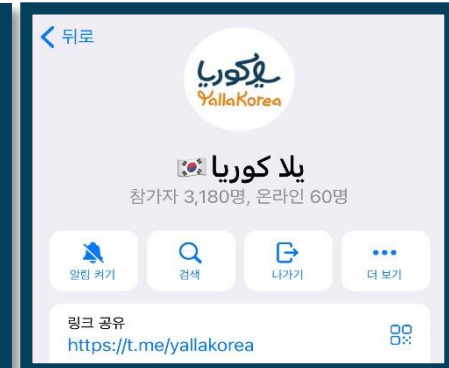 뒤로
يلا كوريا
YallaKorea
يلا كوريا 🇰🇷
참가자 3,180명, 온라인 60명
알림 켜기
검색
나가기
더 보기
링크 공유
https://t.me/yallakorea